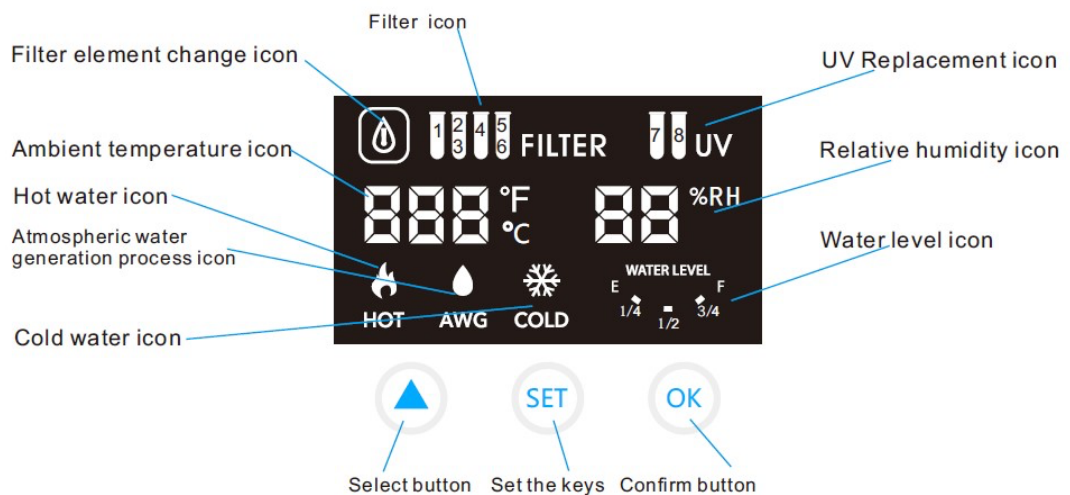 Filter icon
Filter element change icon
UV Replacement icon
1 2 3 4 5 6 FILTER
7 8 UV
Ambient temperature icon
Relative humidity icon
888 °F °C
88 %RH
Hot water icon
Atmospheric water
generation process icon
Water level icon
WATER LEVEL
E F
1/4 1/2 3/4
HOT AWG COLD
Cold water icon
SET
OK
Select button
Set the keys
Confirm button